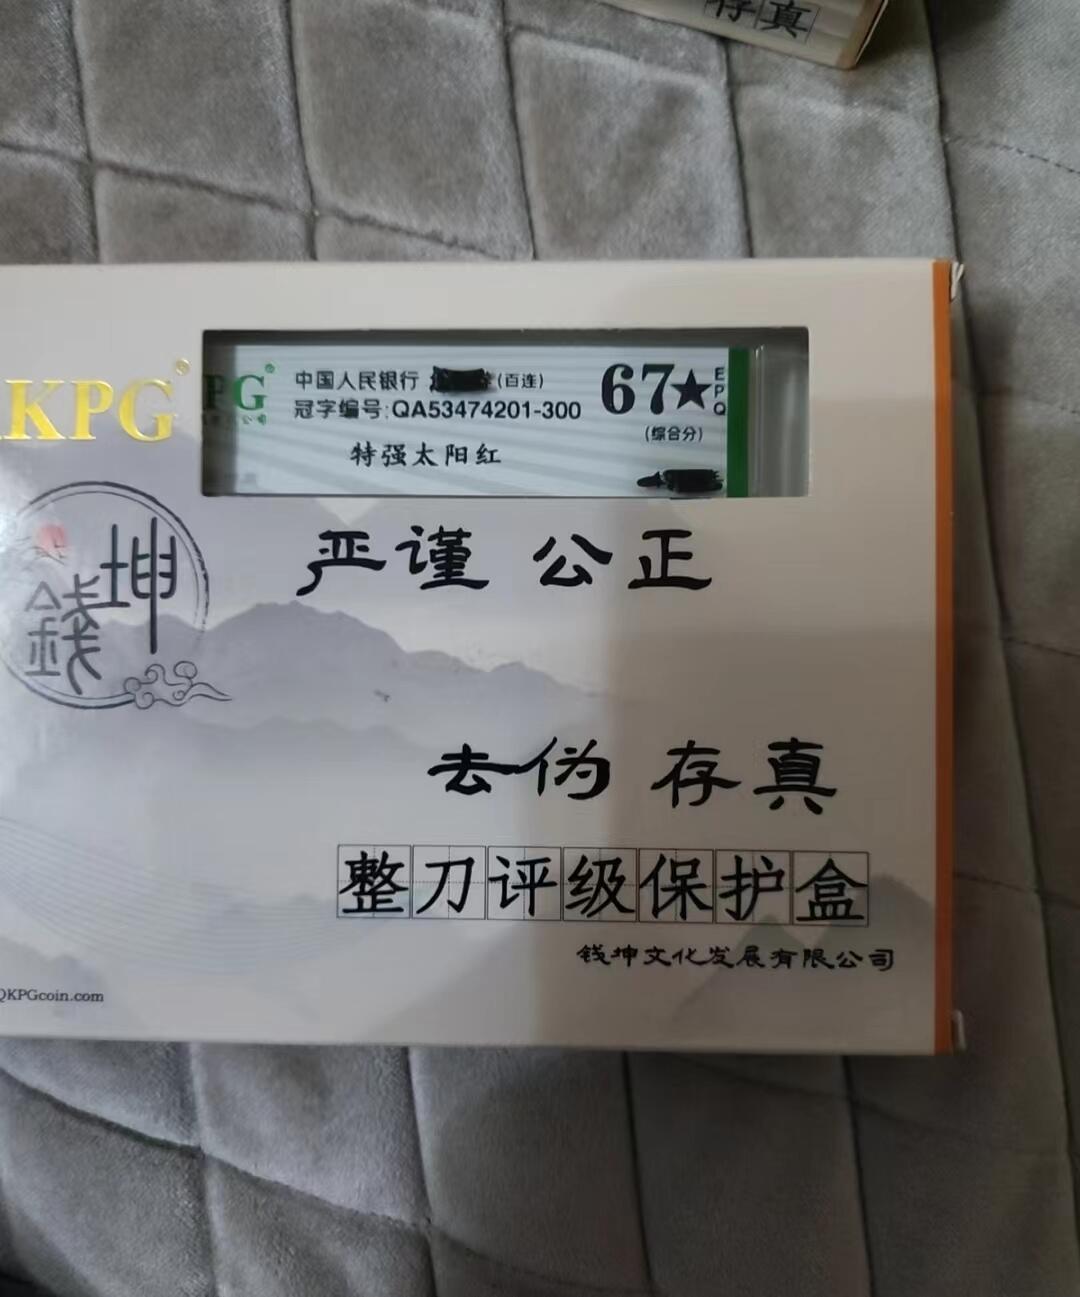 存真
KPG®
PG®
中国人民银行 (百连)
冠字编号:QA53474201-300
特强太阳红
67★ EPQ
(综合分)
錢坤
严谨 公正
去伪 存真
整刀评级保护盒
钱坤文化发展有限公司
QKPGcoin.com